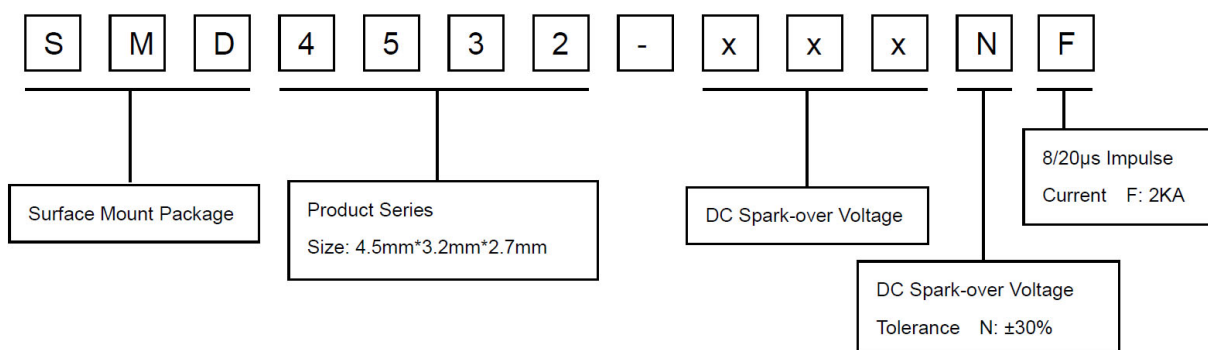 S M D 4 5 3 2 - x x x N F
8/20µs Impulse
Current F: 2KA
Surface Mount Package
Product Series
Size: 4.5mm*3.2mm*2.7mm
DC Spark-over Voltage
DC Spark-over Voltage
Tolerance N: ±30%